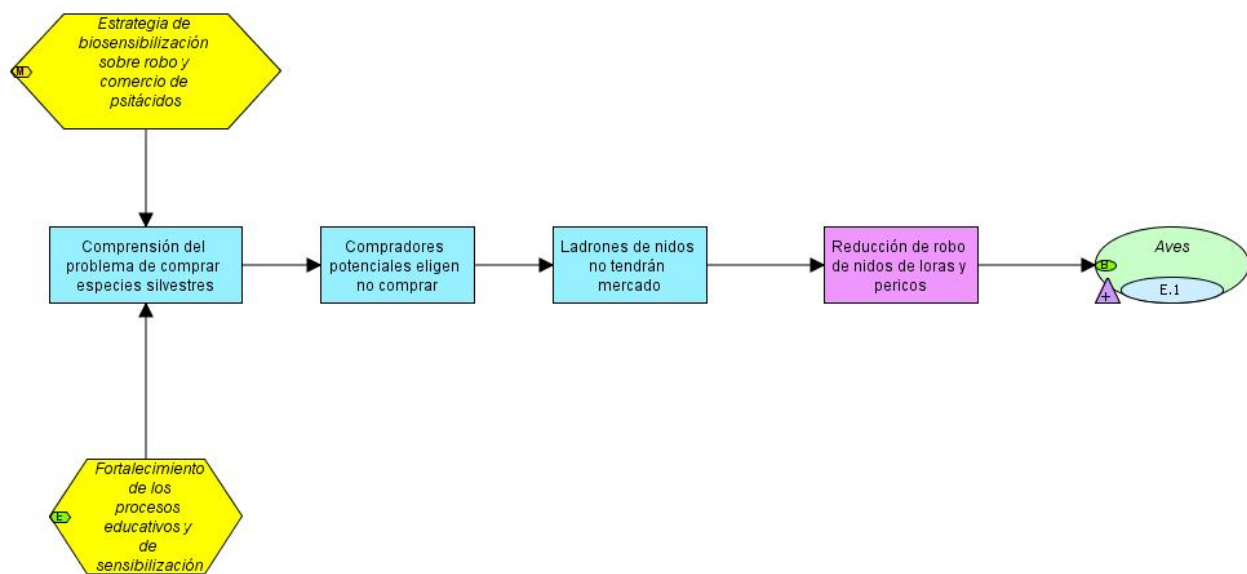 Estrategia de
biosensibilización
sobre robo y
comercio de
psitácidos
M
Comprensión del
problema de comprar
especies silvestres
Compradores
potenciales eligen
no comprar
Ladrones de nidos
no tendrán
mercado
Reducción de robo
de nidos de loras y
pericos
Aves
B
+
E.1
Fortalecimiento
de los
procesos
educativos y
de
sensibilización
E